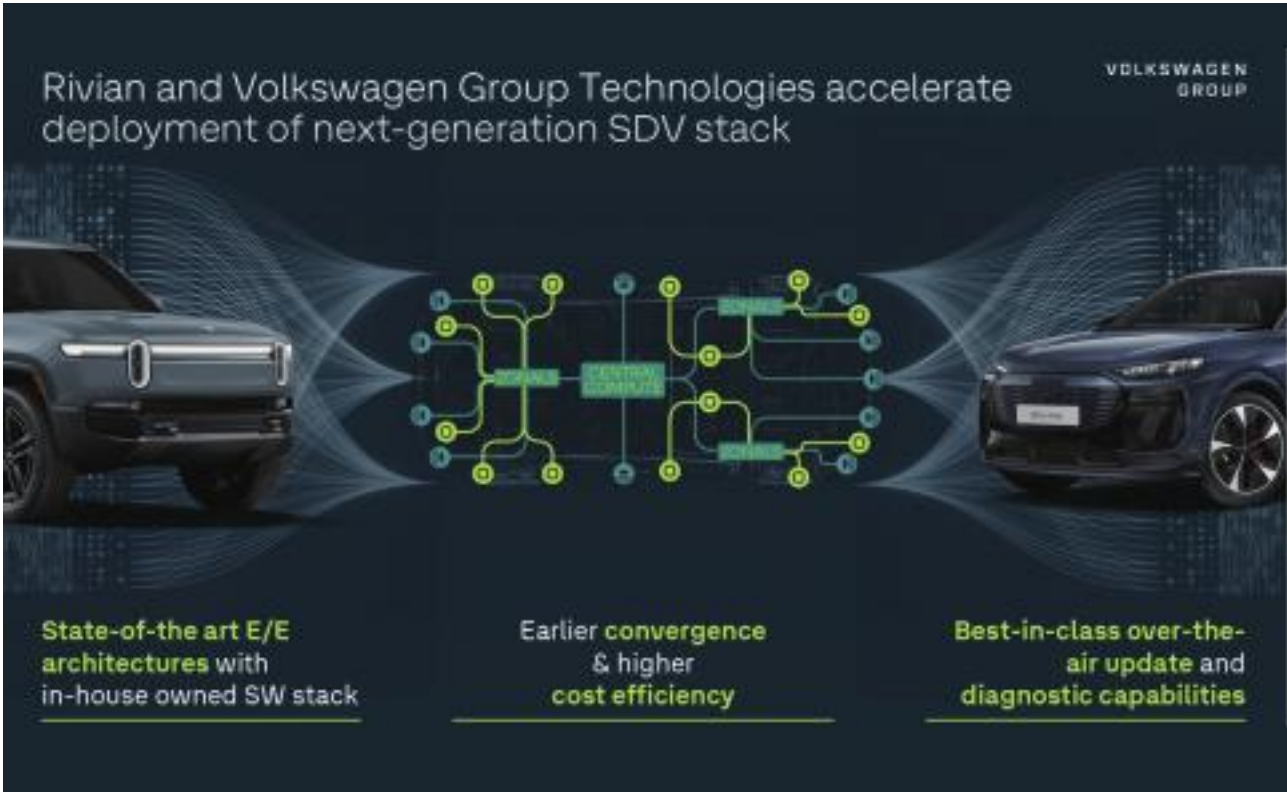 Rivian and Volkswagen Group Technologies accelerate
deployment of next-generation SDV stack
VOLKSWAGEN
GROUP
CENTRAL
COMPUTE
State-of-the art E/E
architectures with
in-house owned SW stack
Earlier convergence
& higher
cost efficiency
Best-in-class over-the-
air update and
diagnostic capabilities